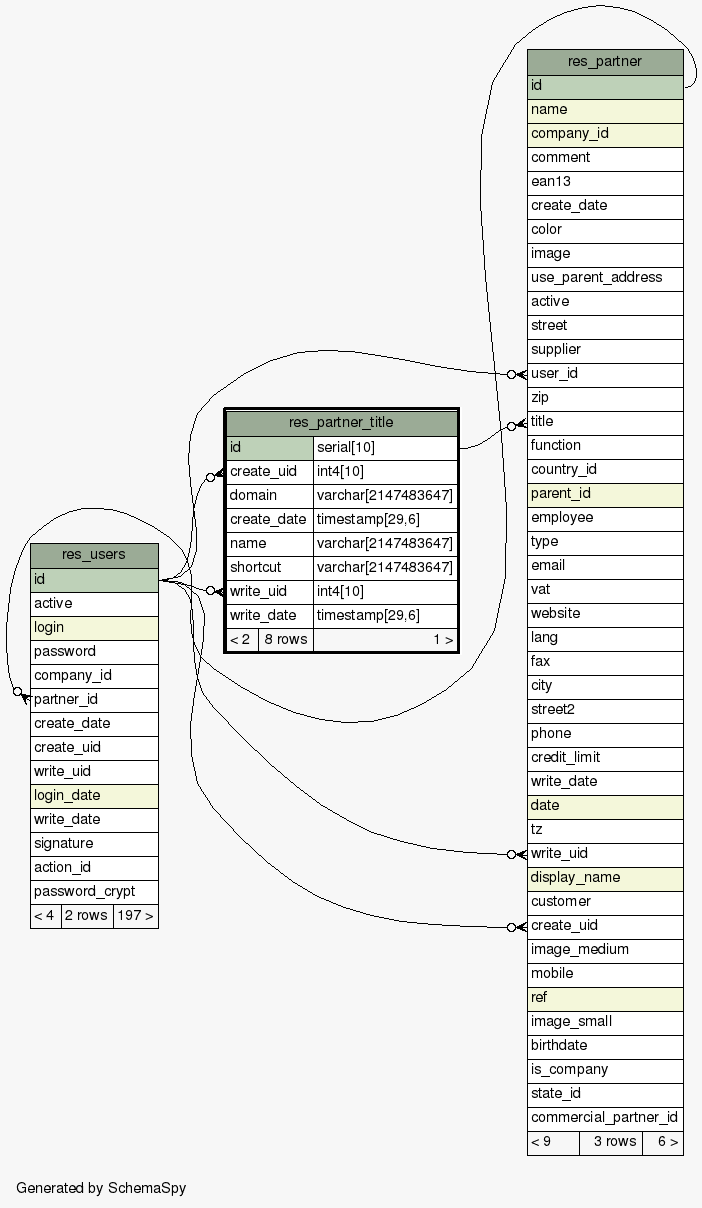 res_partner
id
name
company_id
comment
ean13
create_date
color
image
use_parent_address
active
street
supplier
user_id
zip
title
function
country_id
parent_id
employee
type
email
vat
website
lang
fax
city
street2
phone
credit_limit
write_date
date
tz
write_uid
display_name
customer
create_uid
image_medium
mobile
ref
image_small
birthdate
is_company
state_id
commercial_partner_id
< 9 3 rows 6 >
res_partner_title
id serial[10]
create_uid int4[10]
domain varchar[2147483647]
create_date timestamp[29,6]
name varchar[2147483647]
shortcut varchar[2147483647]
write_uid int4[10]
write_date timestamp[29,6]
< 2 8 rows 1 >
res_users
id
active
login
password
company_id
partner_id
create_date
create_uid
write_uid
login_date
write_date
signature
action_id
password_crypt
< 4 2 rows 197 >
Generated by SchemaSpy